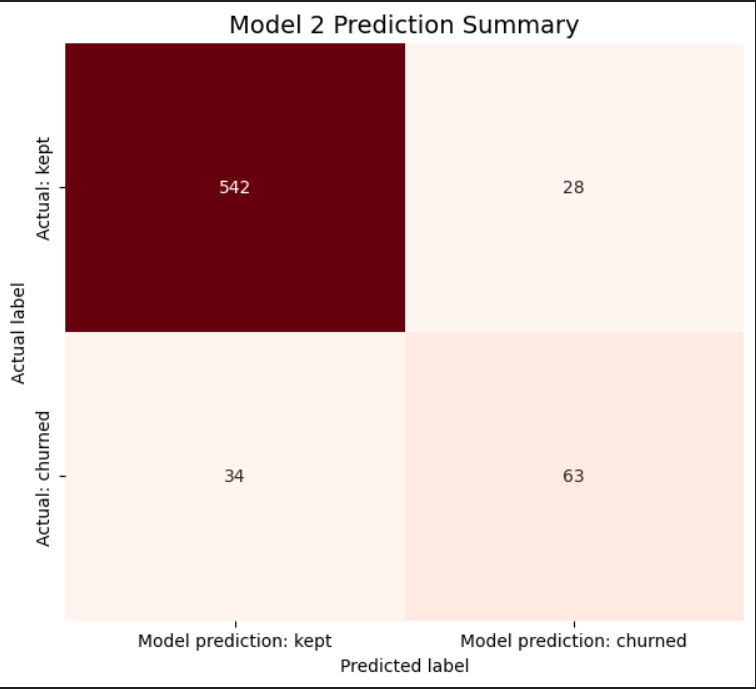 Model 2 Prediction Summary
Actual label
Actual: kept
542
28
Actual: churned
34
63
Model prediction: kept
Model prediction: churned
Predicted label